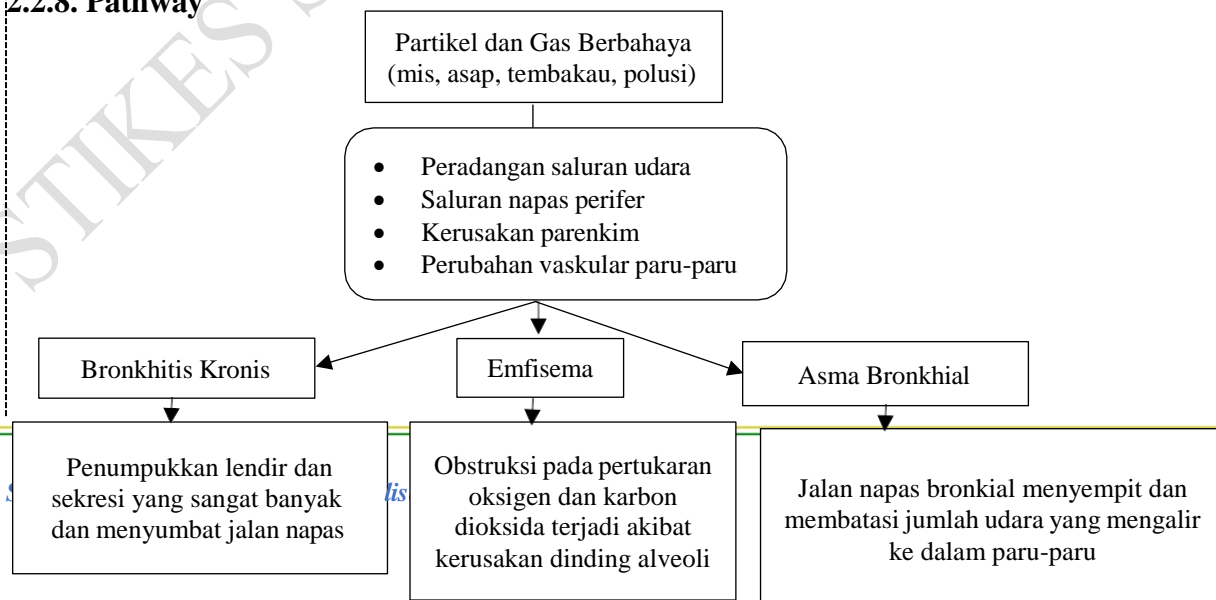 2.2.8. Pathway
STIKES
Partikel dan Gas Berbahaya
(mis, asap, tembakau, polusi)
• Peradangan saluran udara
• Saluran napas perifer
• Kerusakan parenkim
• Perubahan vaskular paru-paru
Bronkhitis Kronis
Emfisema
Asma Bronkhial
Penumpukkan lendir dan
sekresi yang sangat banyak
dan menyumbat jalan napas
Obstruksi pada pertukaran
oksigen dan karbon
dioksida terjadi akibat
kerusakan dinding alveoli
Jalan napas bronkial menyempit dan
membatasi jumlah udara yang mengalir
ke dalam paru-paru